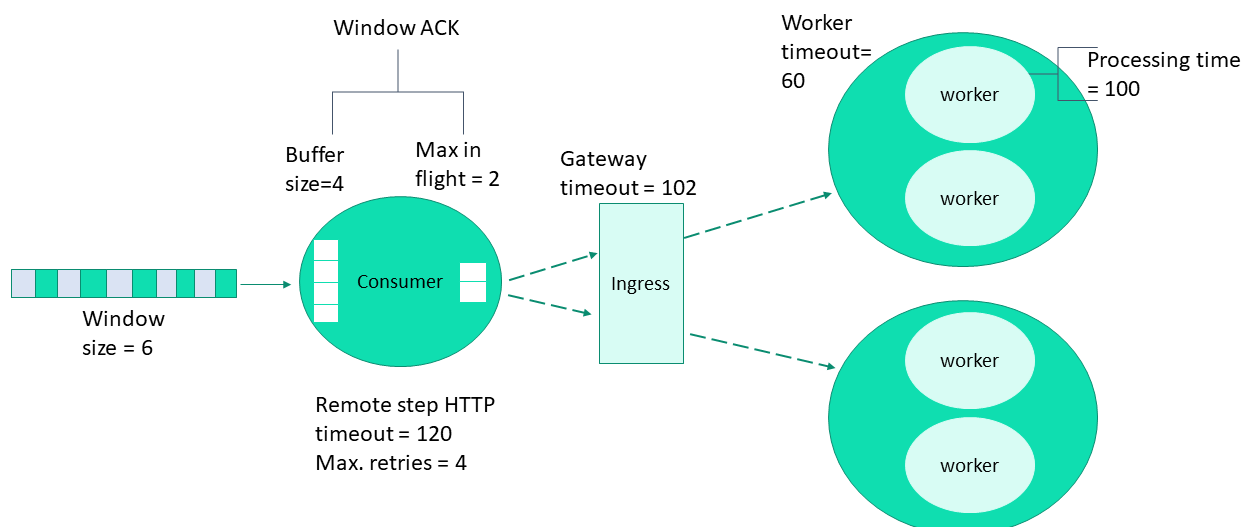 Window ACK
Buffer
size=4
Max in
flight = 2
Gateway
timeout = 102
Worker
timeout=
60
Processing time
= 100
worker
worker
Consumer
Ingress
Window
size = 6
Remote step HTTP
timeout = 120
Max. retries = 4
worker
worker